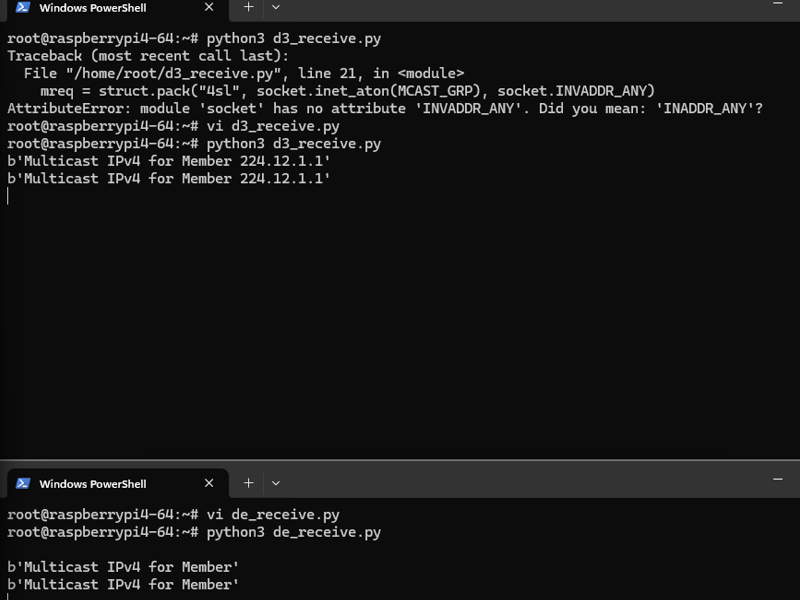 Windows PowerShell
root@raspberrypi4-64:~# python3 d3_receive.py
Traceback (most recent call last):
  File "/home/root/d3_receive.py", line 21, in <module>
    mreq = struct.pack("4sl", socket.inet_aton(MCAST_GRP), socket.INVADDR_ANY)
AttributeError: module 'socket' has no attribute 'INVADDR_ANY'. Did you mean: 'INADDR_ANY'?
root@raspberrypi4-64:~# vi d3_receive.py
root@raspberrypi4-64:~# python3 d3_receive.py
b'Multicast IPv4 for Member 224.12.1.1'
b'Multicast IPv4 for Member 224.12.1.1'
Windows PowerShell
root@raspberrypi4-64:~# vi de_receive.py
root@raspberrypi4-64:~# python3 de_receive.py
b'Multicast IPv4 for Member'
b'Multicast IPv4 for Member'